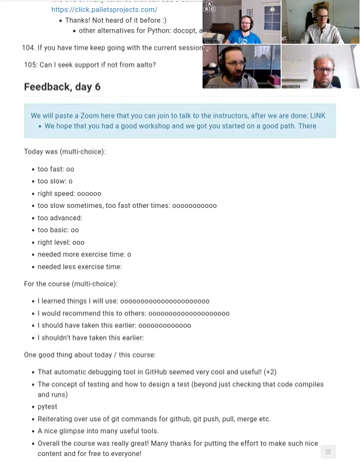 https://click.palletsprojects.com/
Thanks! Not heard of it before :)
other alternatives for Python: docopt,
104. If you have time keep going with the current session
105: Can I seek support if not from aalto?
Feedback, day 6
We will paste a Zoom here that you can join to talk to the instructors, after we are done: LINK
We hope that you had a good workshop and we got you started on a good path. There
Today was (multi-choice):
too fast: oo
too slow: o
right speed: oooooo
too slow sometimes, too fast other times: ooooooooooo
too advanced:
too basic: oo
right level: ooo
needed more exercise time: o
needed less exercise time:
For the course (multi-choice):
I learned things I will use: oooooooooooooooooooooo
I would recommend this to others: oooooooooooooooooooo
I should have taken this earlier: ooooooooooooo
I shouldn't have taken this earlier:
One good thing about today / this course:
That automatic debugging tool in GitHub seemed very cool and useful! (+2)
The concept of testing and how to design a test (beyond just checking that code compiles
and runs)
pytest
Reiterating over use of git commands for github, git push, pull, merge etc.
A nice glimpse into many useful tools.
Overall the course was really great! Many thanks for putting the effort to make such nice
content and for free to everyone!